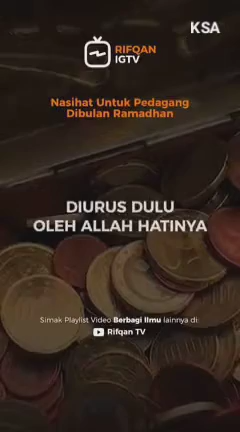 KSA
RIFQAN
IGTV
Nasihat Untuk Pedagang
Dibulan Ramadhan
DIURUS DULU
OLEH ALLAH HATINYA
Simak Playlist Video Berbagi Ilmu lainnya di:
Rifqan TV